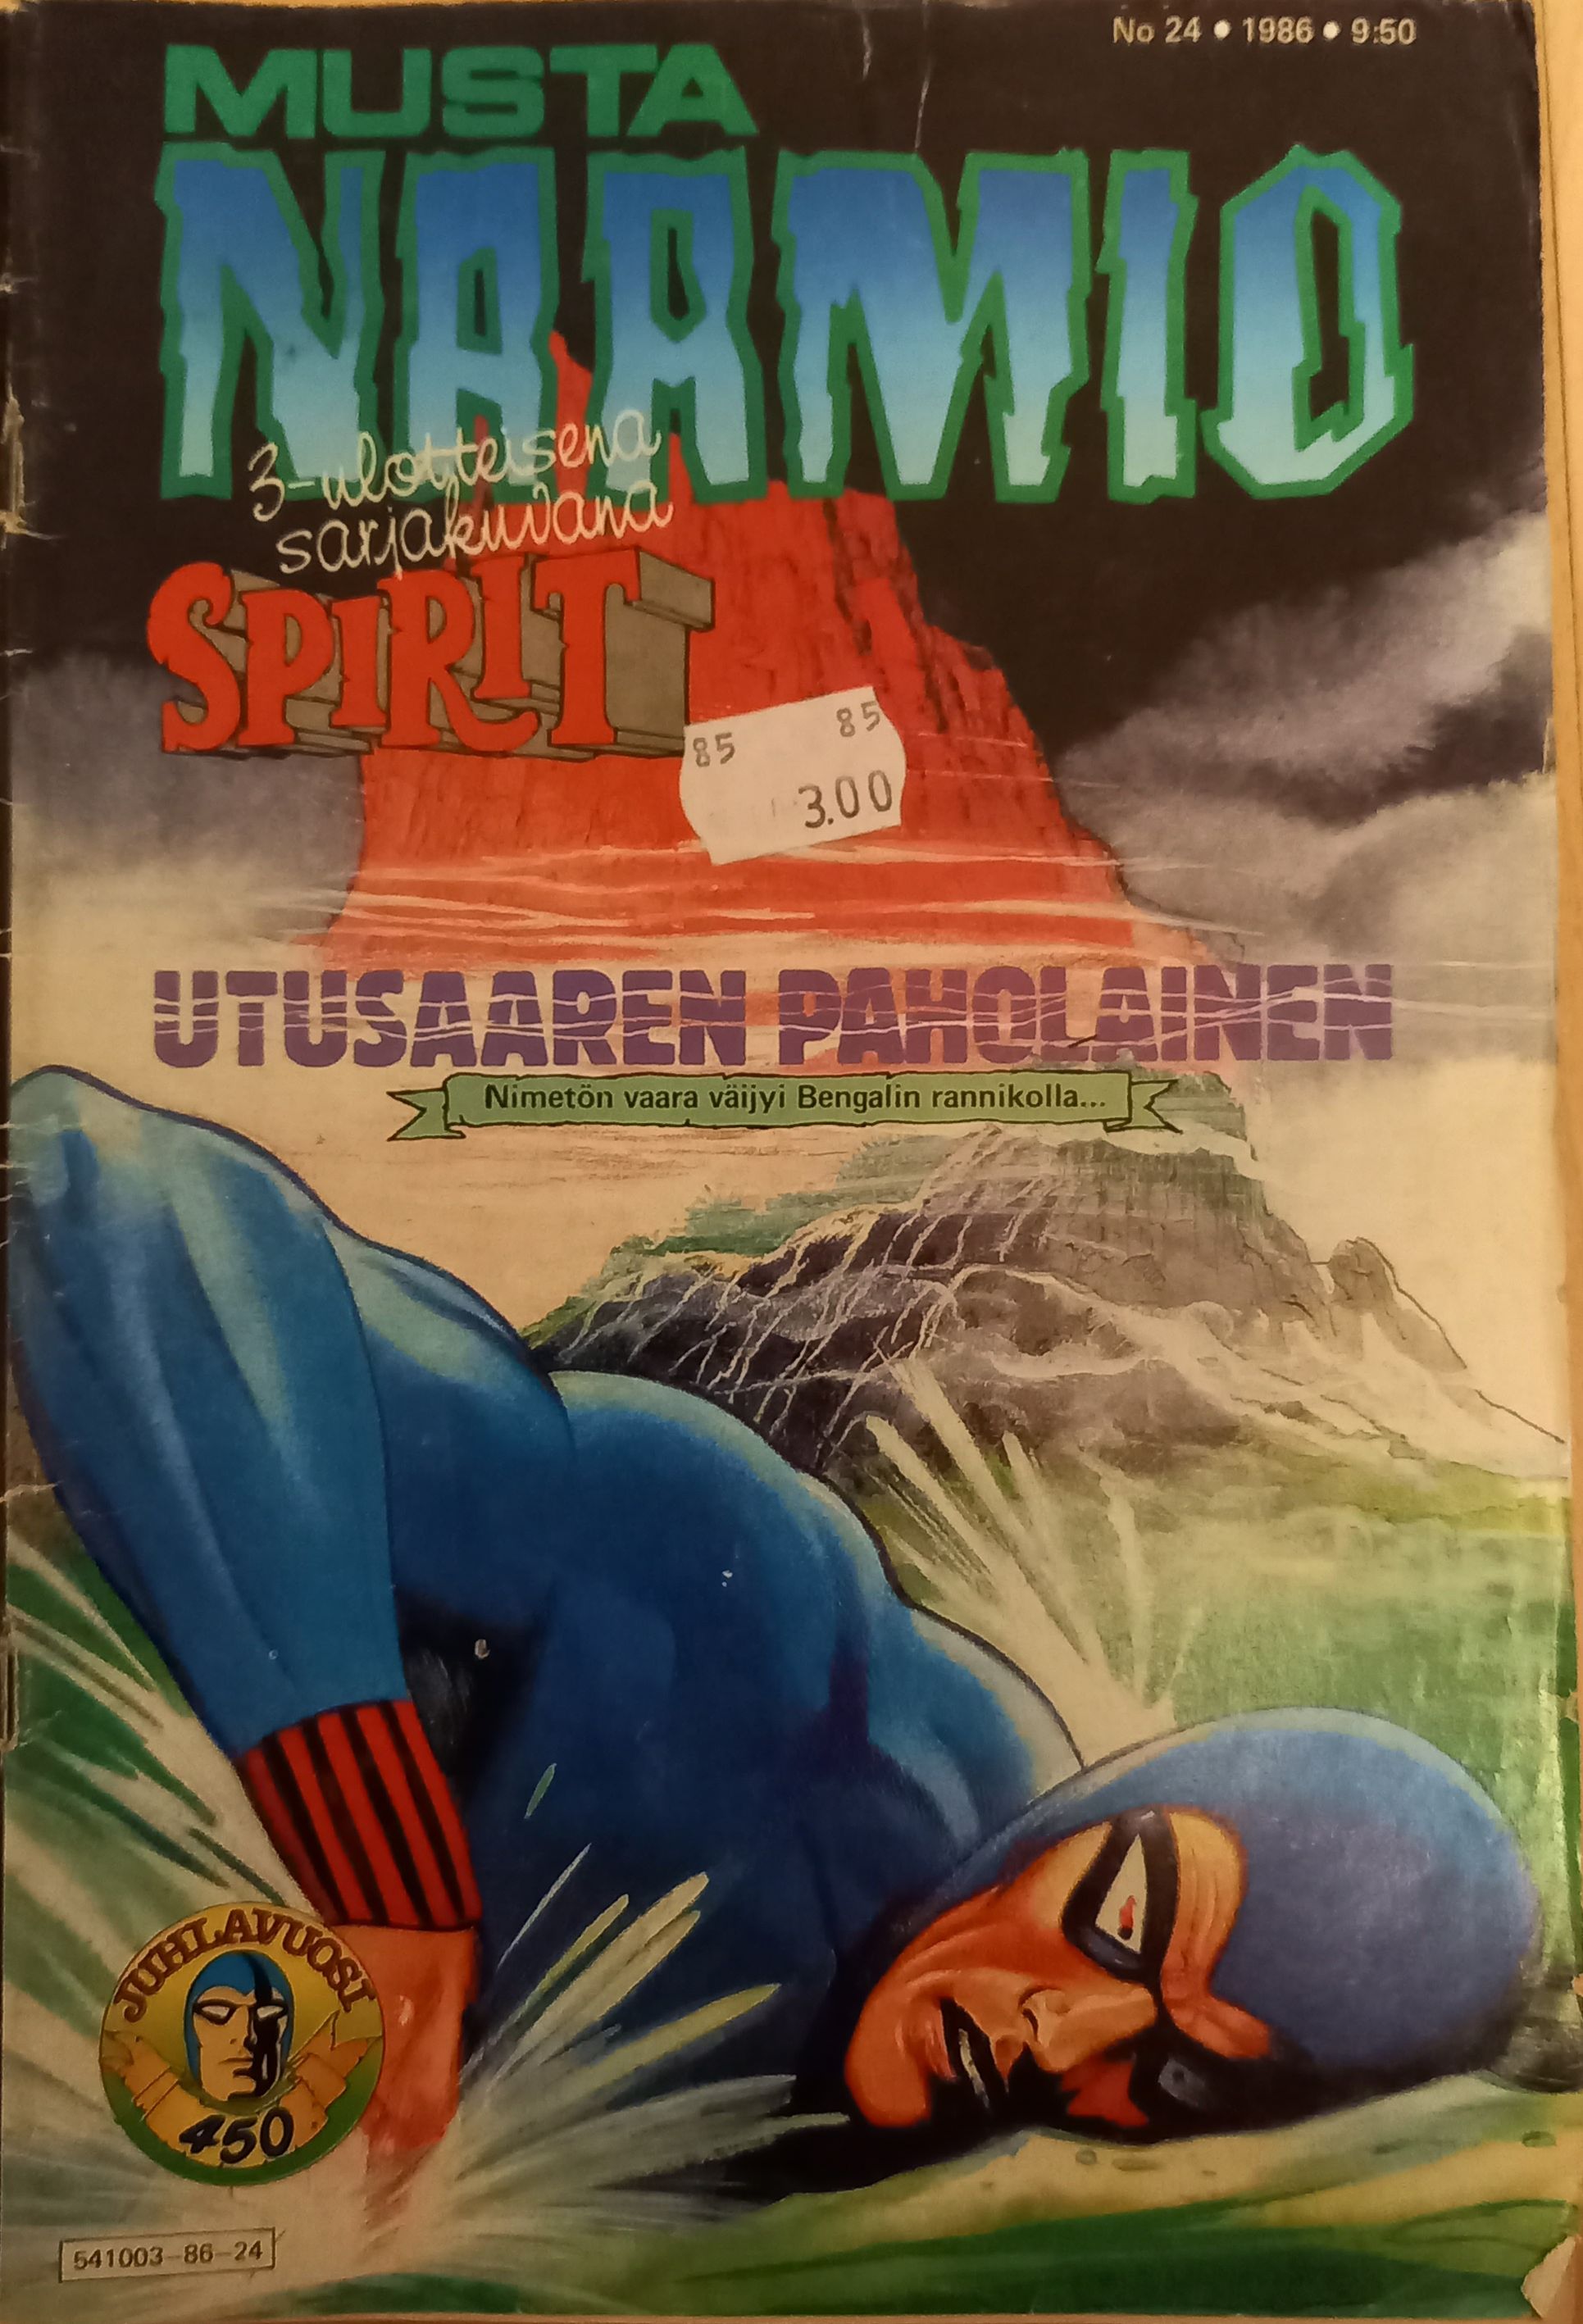 No 24 • 1986 • 9:50
MUSTA
NAAMIO
3-ulotteisena
sarjakuvana
SPIRIT
85
85
3.00
UTUSAAREN PAHOLAINEN
Nimetön vaara väijyi Bengalin rannikolla...
JUHLAVUOSI
450
541003-86-24